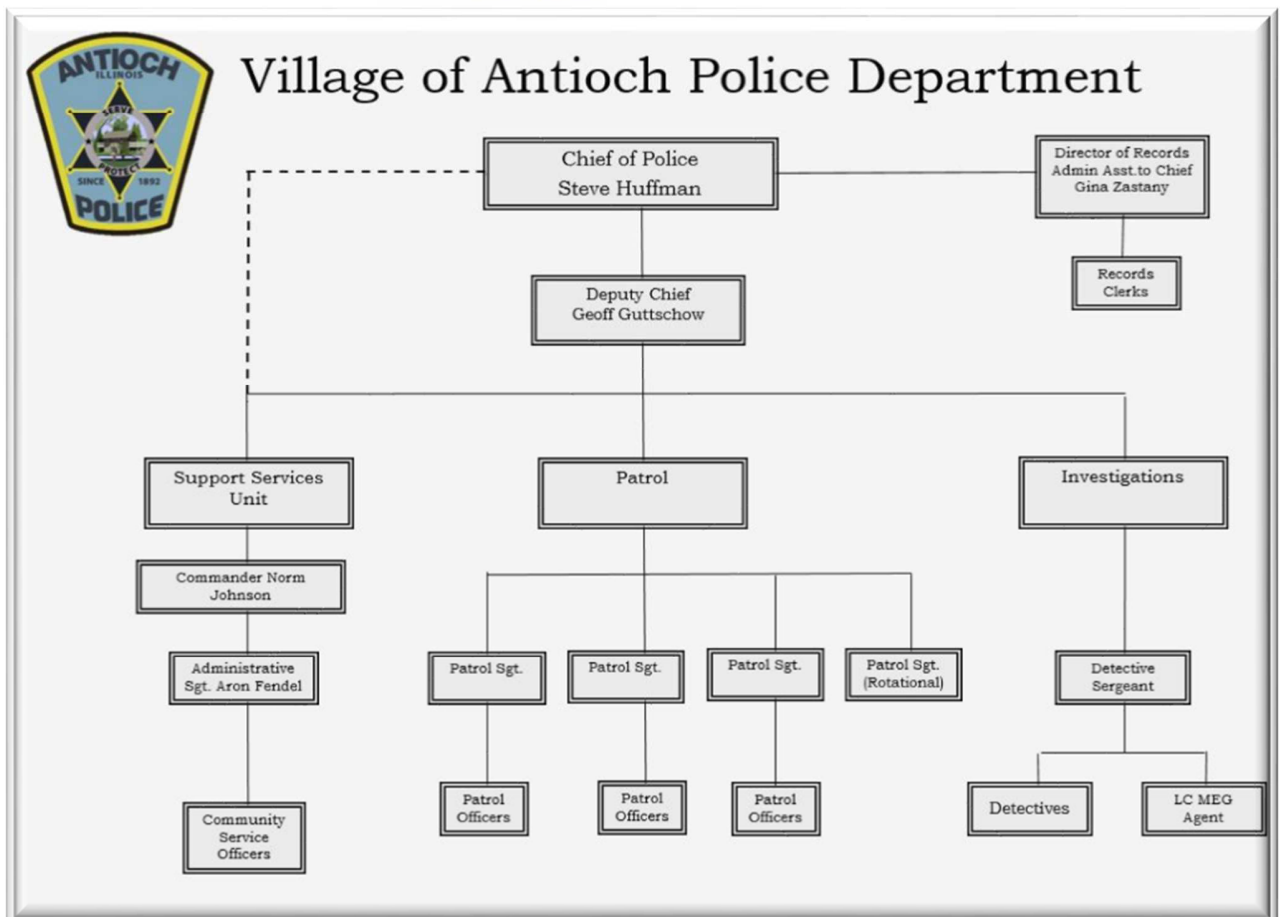 ANTIOCH
ILLINOIS
SERVE
PROTECT
SINCE 1892
POLICE
Village of Antioch Police Department
Chief of Police
Steve Huffman
Director of Records
Admin Asst.to Chief
Gina Zastany
Records
Clerks
Deputy Chief
Geoff Guttschow
Support Services
Unit
Patrol
Investigations
Commander Norm
Johnson
Administrative
Sgt. Aron Fendel
Patrol Sgt.
Patrol Sgt.
Patrol Sgt.
Patrol Sgt.
(Rotational)
Detective
Sergeant
Community
Service
Officers
Patrol
Officers
Patrol
Officers
Patrol
Officers
Detectives
LC MEG
Agent